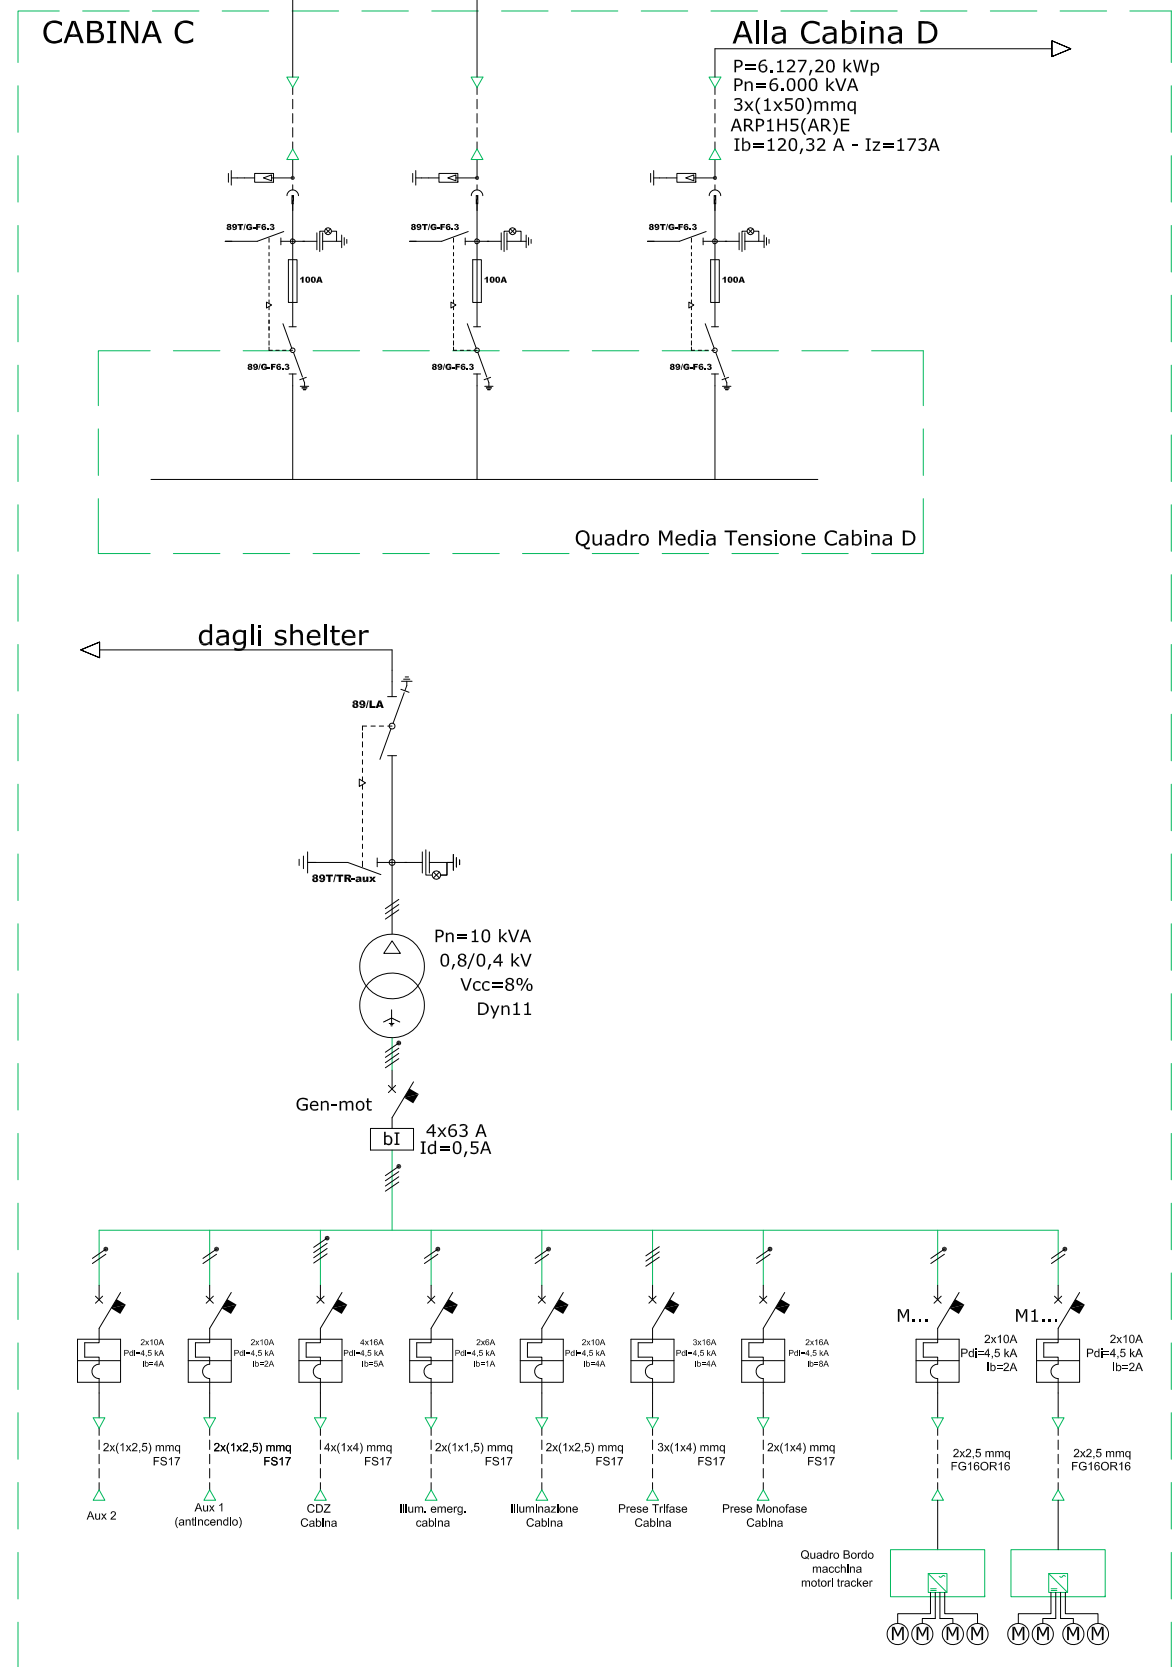 CABINA C
Alla Cabina D
P=6.127,20 kWp
Pn=6.000 kVA
3x(1x50)mmq
ARP1H5(AR)E
Ib=120,32 A - Iz=173A
89T/G-F6.3
89T/G-F6.3
89T/G-F6.3
100A
100A
100A
89/G-F6.3
89/G-F6.3
89/G-F6.3
Quadro Media Tensione Cabina D
dagli shelter
89/LA
89T/TR-aux
Pn=10 kVA
0,8/0,4 kV
Vcc=8%
Dyn11
Gen-mot
bI
4x63 A
Id=0,5A
2x10A
Pdi=4,5 kA
Ib=4A
2x10A
Pdi=4,5 kA
Ib=2A
4x16A
Pdi=4,5 kA
Ib=5A
2x6A
Pdi=4,5 kA
Ib=1A
2x10A
Pdi=4,5 kA
Ib=4A
3x16A
Pdi=4,5 kA
Ib=4A
2x16A
Pdi=4,5 kA
Ib=8A
M...
2x10A
Pdi=4,5 kA
Ib=2A
M1...
2x10A
Pdi=4,5 kA
Ib=2A
2x(1x2,5) mmq
FS17
2x(1x2,5) mmq
FS17
4x(1x4) mmq
FS17
2x(1x1,5) mmq
FS17
2x(1x2,5) mmq
FS17
3x(1x4) mmq
FS17
2x(1x4) mmq
FS17
2x2,5 mmq
FG16OR16
2x2,5 mmq
FG16OR16
Aux 2
Aux 1
(antincendio)
CDZ
Cabina
Illum. emerg.
cabina
Illuminazione
Cabina
Prese Trifase
Cabina
Prese Monofase
Cabina
Quadro Bordo
macchina
motori tracker
M M M M
M M M M